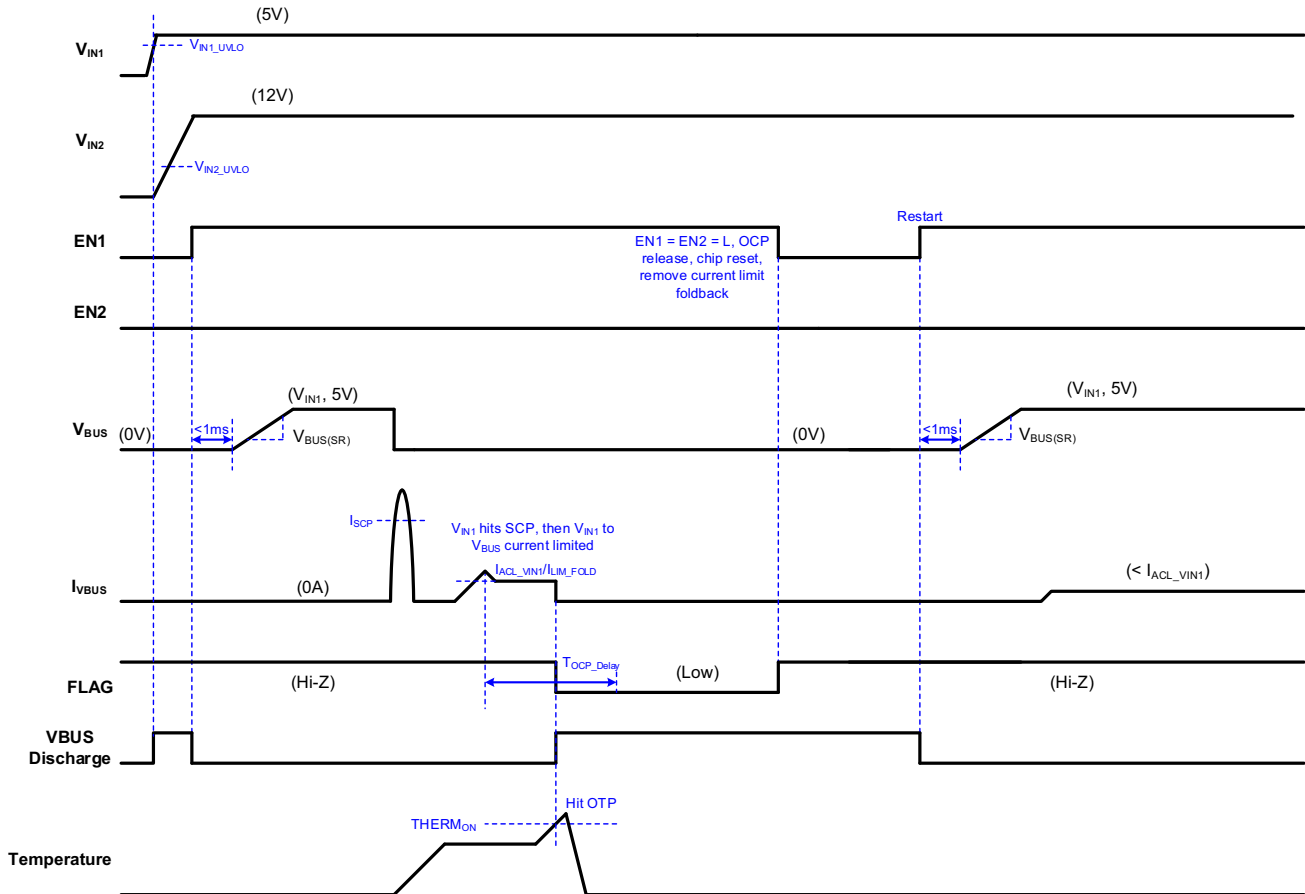 (5V)
VIN1
VIN1_UVLO
(12V)
VIN2
VIN2_UVLO
Restart
EN1
EN1 = EN2 = L, OCP
release, chip reset,
remove current limit
foldback
EN2
(VIN1, 5V)
(VIN1, 5V)
VBUS
(0V)
<1ms
VBUS(SR)
(0V)
<1ms
VBUS(SR)
ISCP
VIN1 hits SCP, then VIN1 to
VBUS current limited
IACL_VIN1/ILIM_FOLD
IVBUS
(0A)
(< IACL_VIN1)
TOCP_Delay
FLAG
(Hi-Z)
(Low)
(Hi-Z)
VBUS
Discharge
Hit OTP
THERMON
Temperature